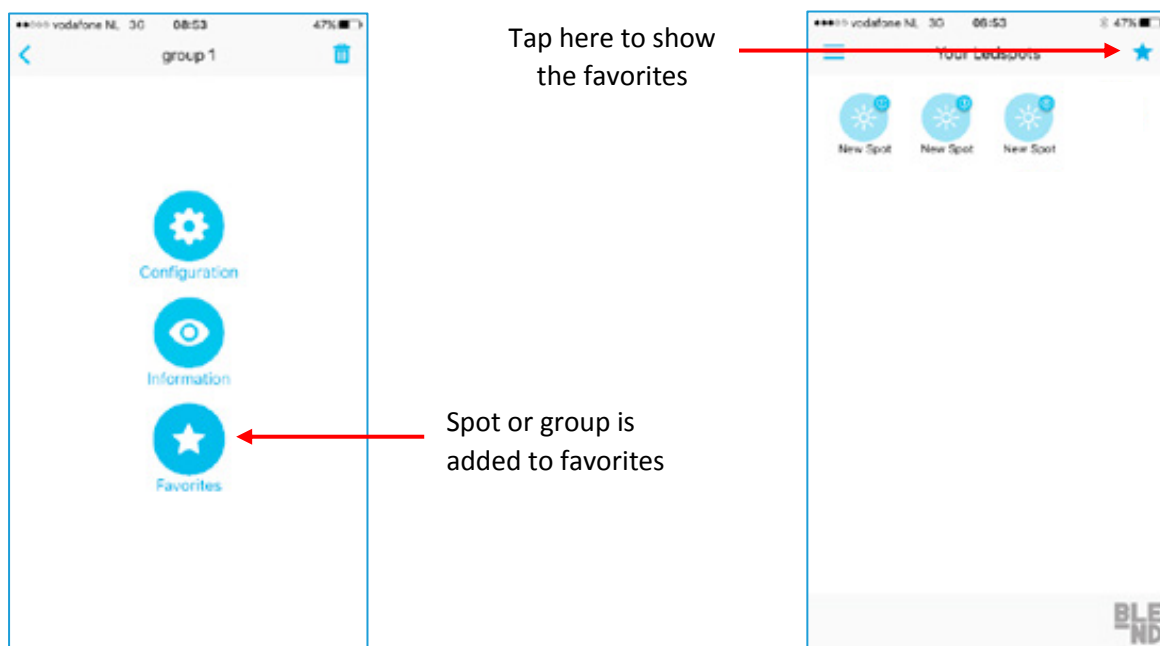 vodafone NL 3G 08:53 47%
group 1
Configuration
Information
Favorites
Tap here to show
the favorites
Spot or group is
added to favorites
vodafone NL 3G 08:53 47%
Your Ledspots
New Spot New Spot New Spot
BLE
ND